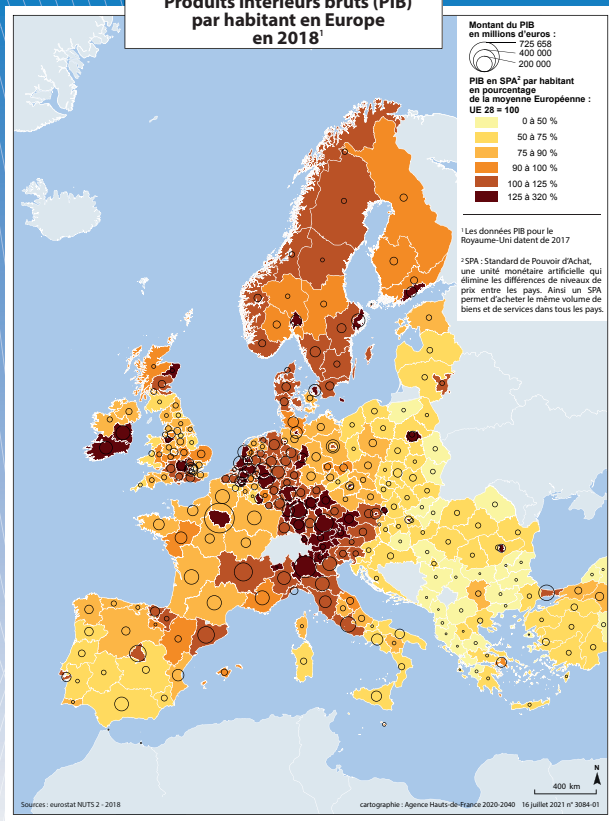 Produits intérieurs bruts (PIB)
par habitant en Europe
en 2018¹
Montant du PIB
en millions d'euros :
725 658
400 000
200 000
PIB en SPA² par habitant
en pourcentage
de la moyenne Européenne :
UE 28 = 100
0 à 50 %
50 à 75 %
75 à 90 %
90 à 100 %
100 à 125 %
125 à 320 %
¹ Les données PIB pour le
Royaume-Uni datent de 2017
² SPA : Standard de Pouvoir d'Achat,
une unité monétaire artificielle qui
élimine les différences de niveaux de
prix entre les pays. Ainsi un SPA
permet d'acheter le même volume de
biens et de services dans tous les pays.
N
400 km
Sources : eurostat NUTS 2 - 2018
cartographie : Agence Hauts-de-France 2020-2040 16 juillet 2021 n° 3084-01